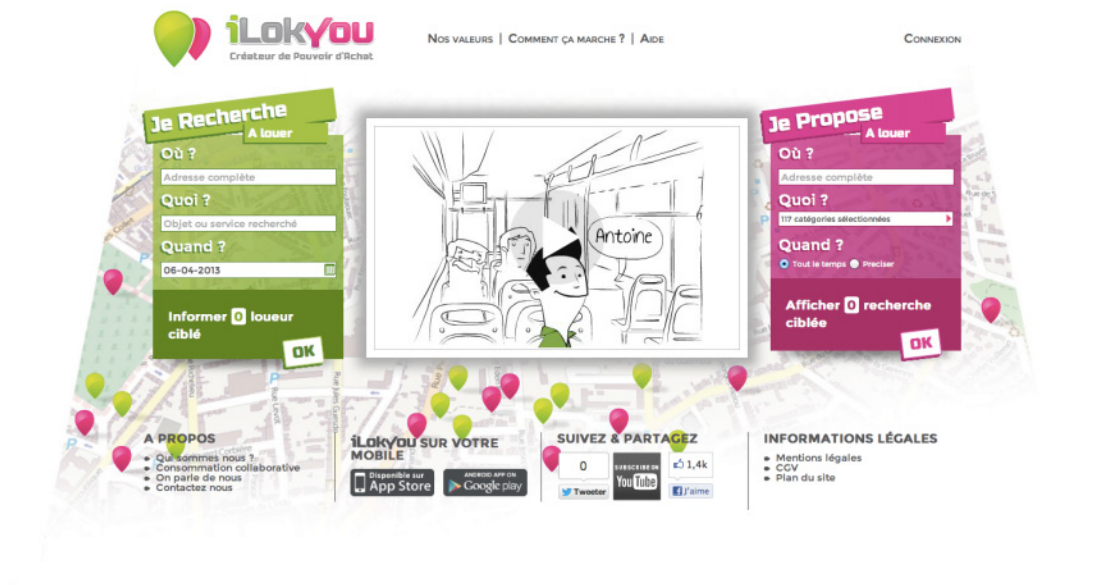 iLokYou
Créateur de Pouvoir d'Achat
Nos valeurs | Comment ça marche ? | Aide
Connexion
Je Recherche
A louer
Où ?
Adresse complète
Quoi ?
Objet ou service recherché
Quand ?
06-04-2013
Informer 0 loueur
ciblé
OK
Antoine
Je Propose
A louer
Où ?
Adresse complète
Quoi ?
117 catégories sélectionnées
Quand ?
Tout le temps Preciser
Afficher 0 recherche
ciblée
OK
A PROPOS
Qui sommes nous ?
Consommation collaborative
On parle de nous
Contactez nous
iLokYou SUR VOTRE
MOBILE
Disponible sur
App Store
ANDROID APP ON
Google play
SUIVEZ & PARTAGEZ
0
Tweeter
SUBSCRIBE ON
YouTube
1,4k
J'aime
INFORMATIONS LÉGALES
Mentions légales
CGV
Plan du site